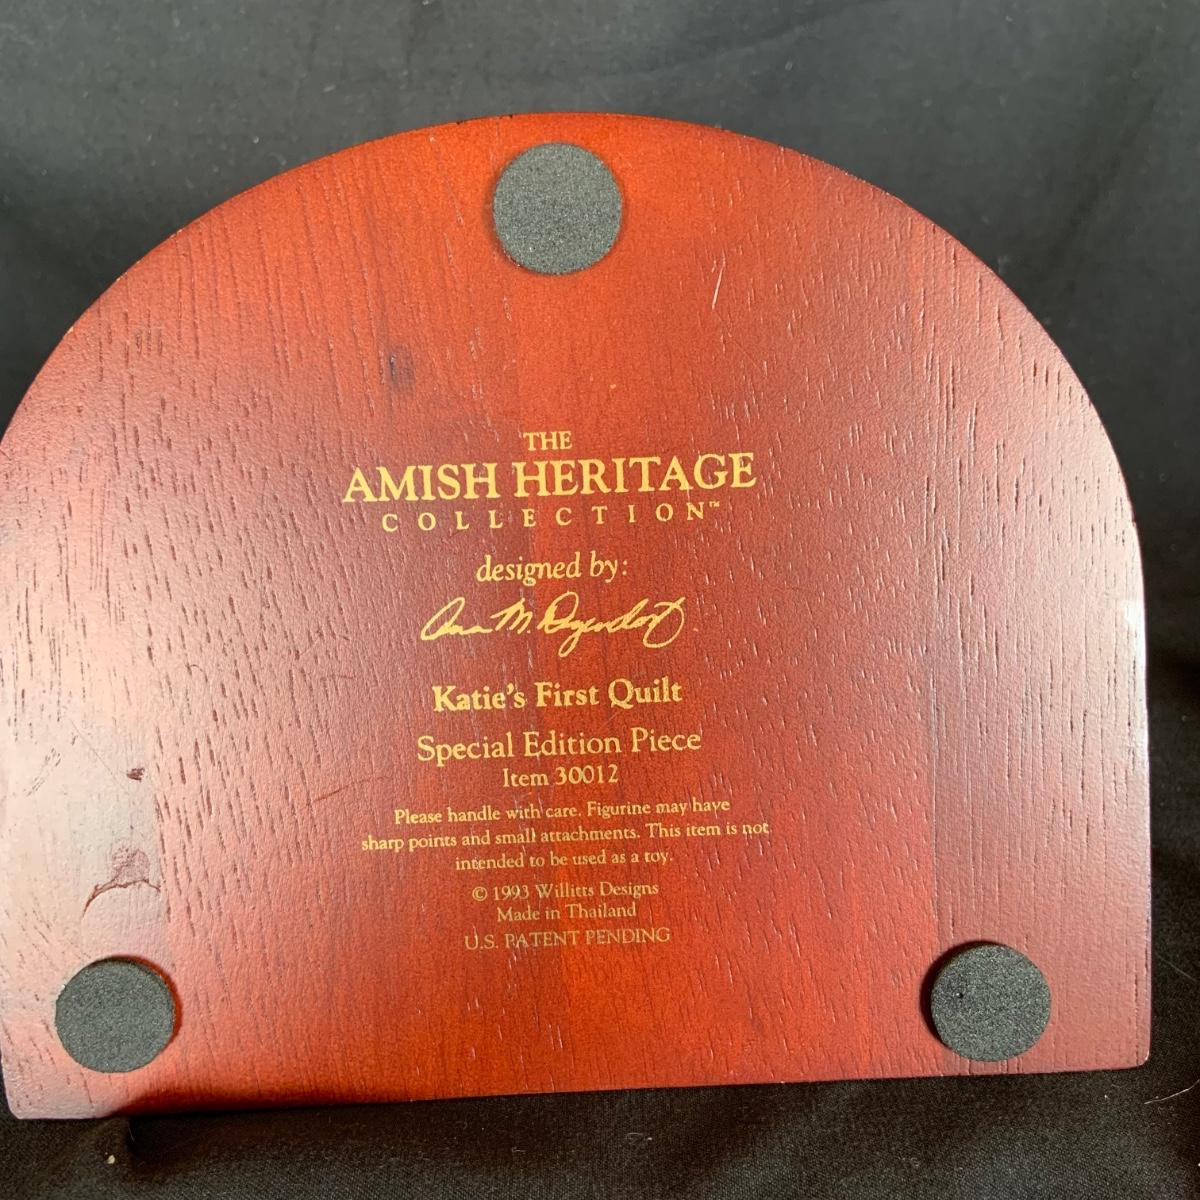 THE
AMISH HERITAGE
COLLECTION™
designed by:
Ann M. Dezendorf
Katie's First Quilt
Special Edition Piece
Item 30012
Please handle with care. Figurine may have
sharp points and small attachments. This item is not
intended to be used as a toy.
© 1993 Willitts Designs
Made in Thailand
U.S. PATENT PENDING